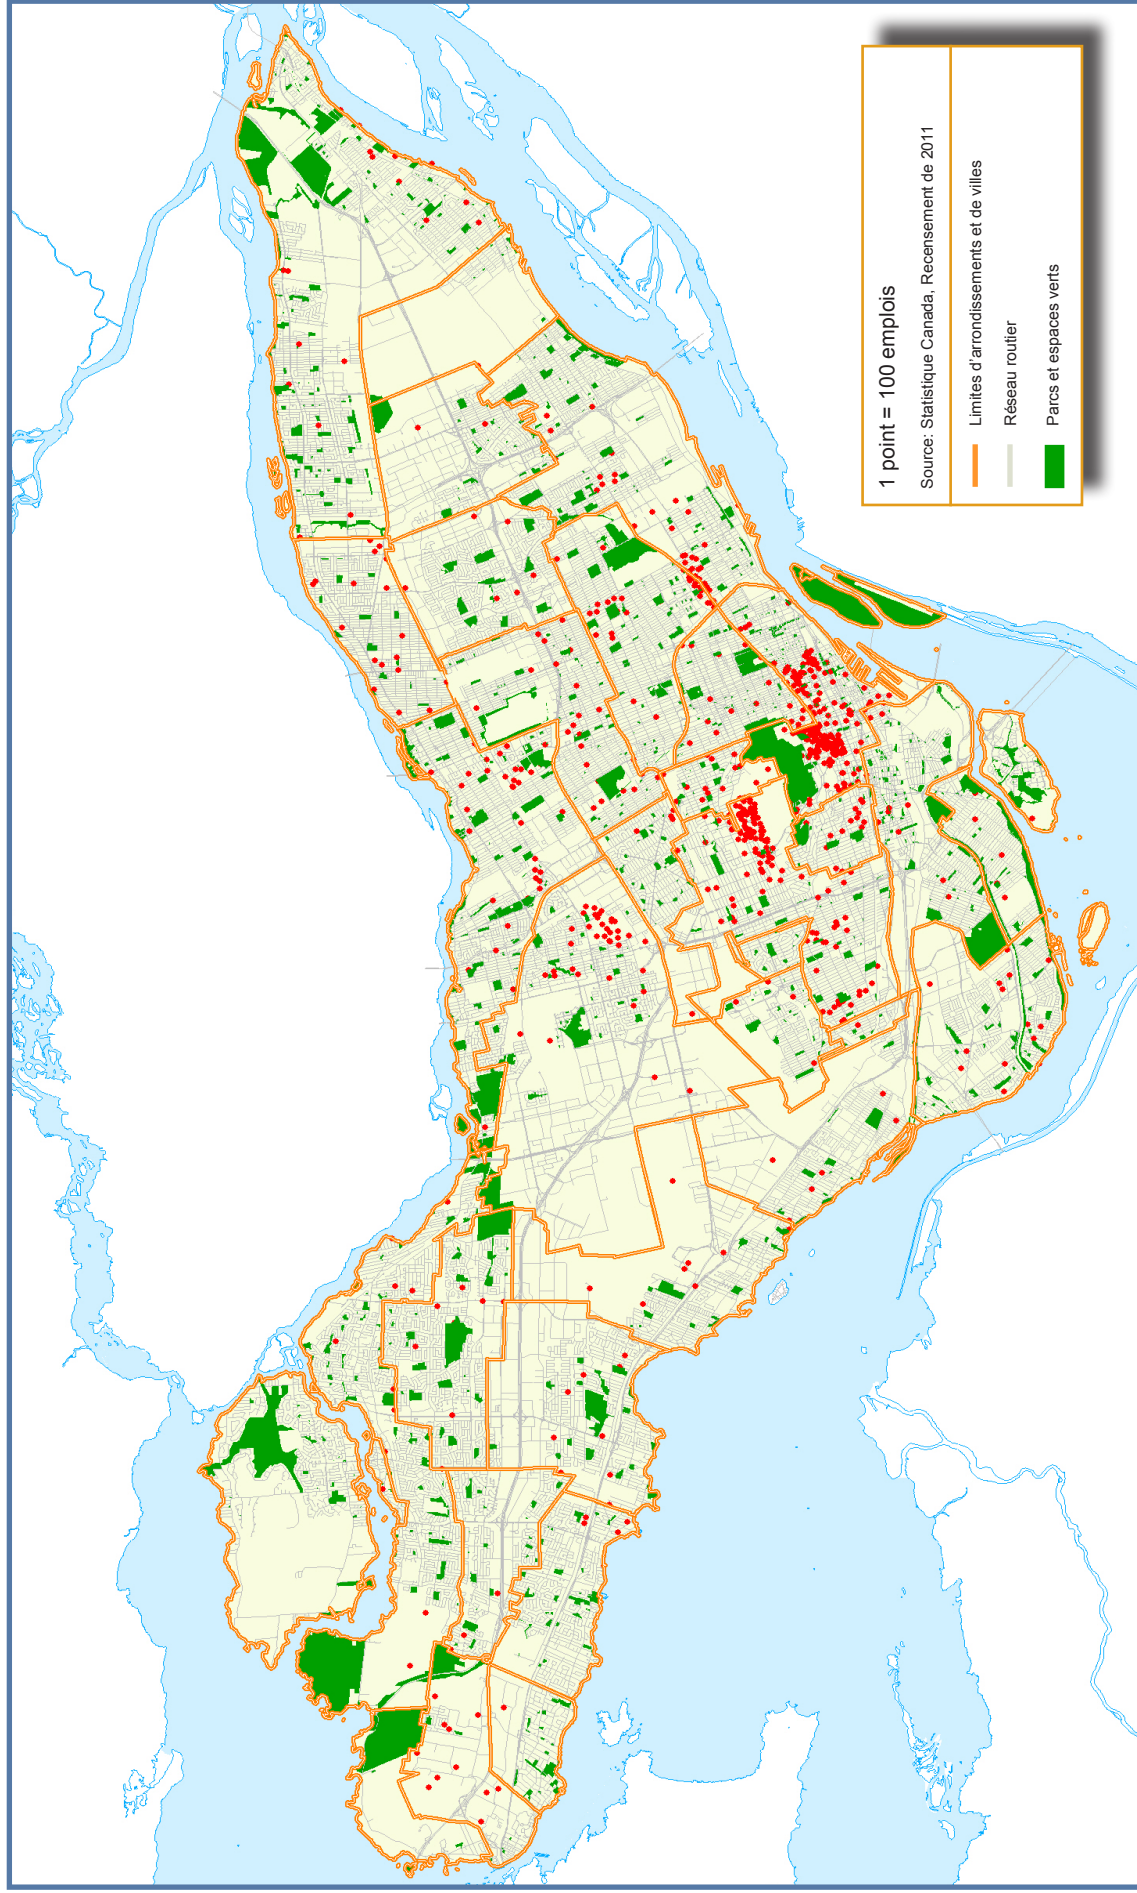 1 point = 100 emplois
Source: Statistique Canada, Recensement de 2011
Limites d'arrondissements et de villes
Réseau routier
Parcs et espaces verts